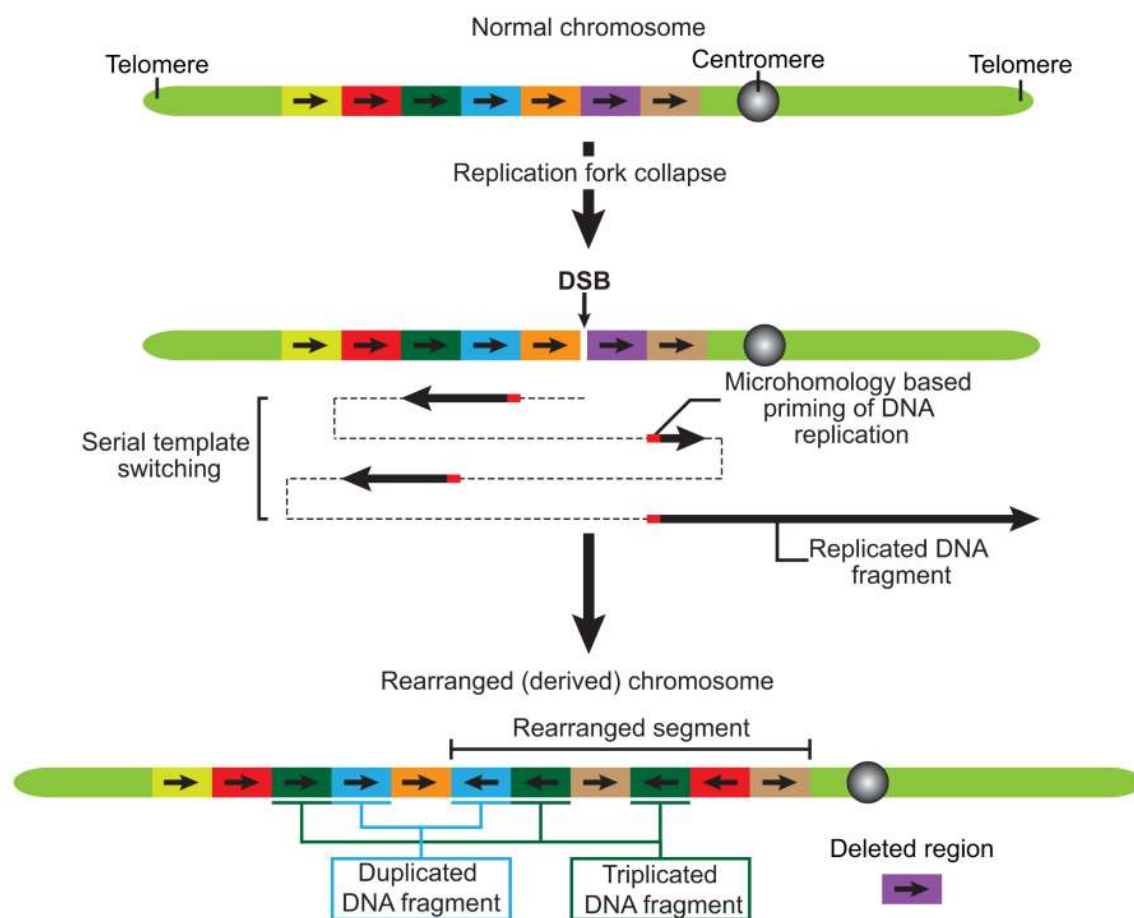 Normal chromosome
Telomere
Centromere
Telomere
Replication fork collapse
DSB
Serial template
switching
Microhomology based
priming of DNA
replication
Replicated DNA
fragment
Rearranged (derived) chromosome
Rearranged segment
Duplicated
DNA fragment
Triplicated
DNA fragment
Deleted region